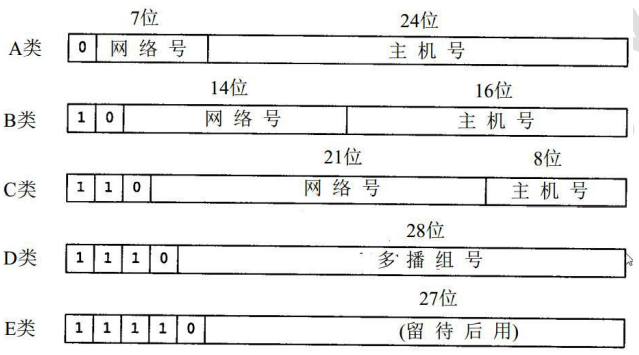 7位 24位
A类 0 网络号 主机号
14位 16位
B类 1 0 网络号 主机号
21位 8位
C类 1 1 0 网络号 主机号
28位
D类 1 1 1 0 多播组号
27位
E类 1 1 1 1 0 (留待后用)